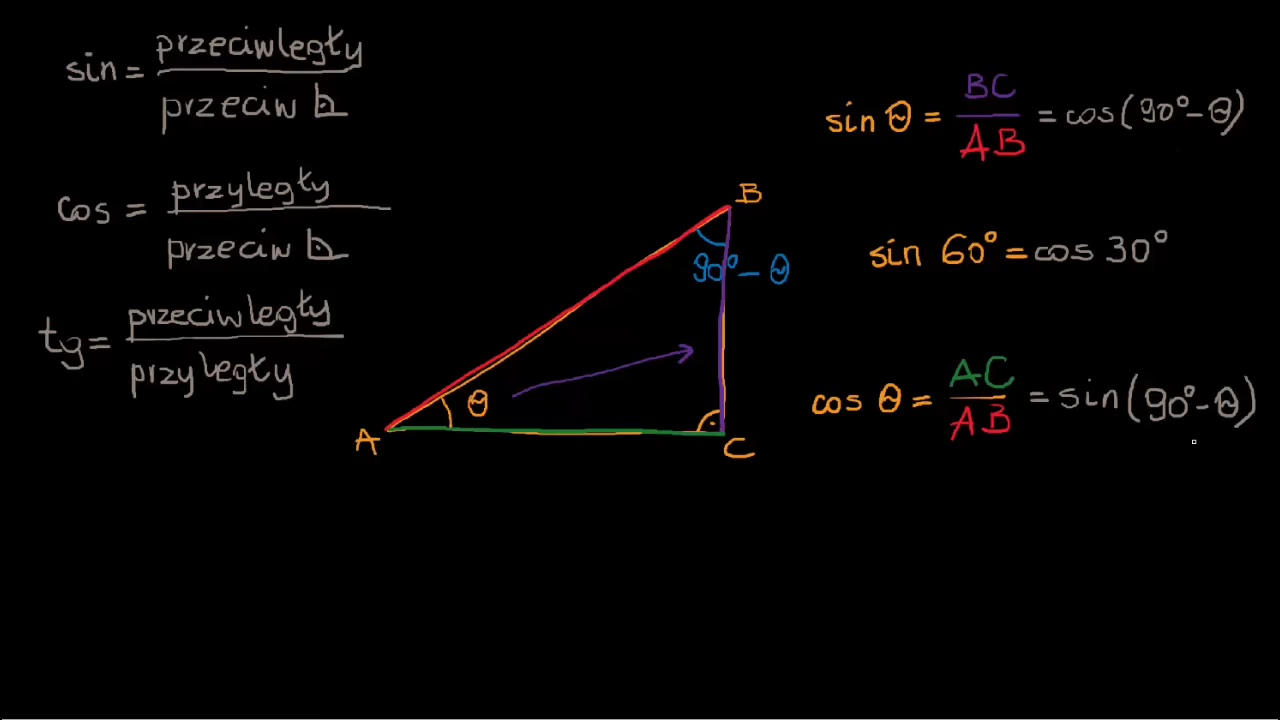 sin = przeciwległy / przeciw ⊾
cos = przyległy / przeciw ⊾
tg = przeciwległy / przyległy
B
90° – Θ
Θ
A
C
sin Θ = BC / AB = cos (90° – Θ)
sin 60° = cos 30°
cos Θ = AC / AB = sin (90° – Θ)